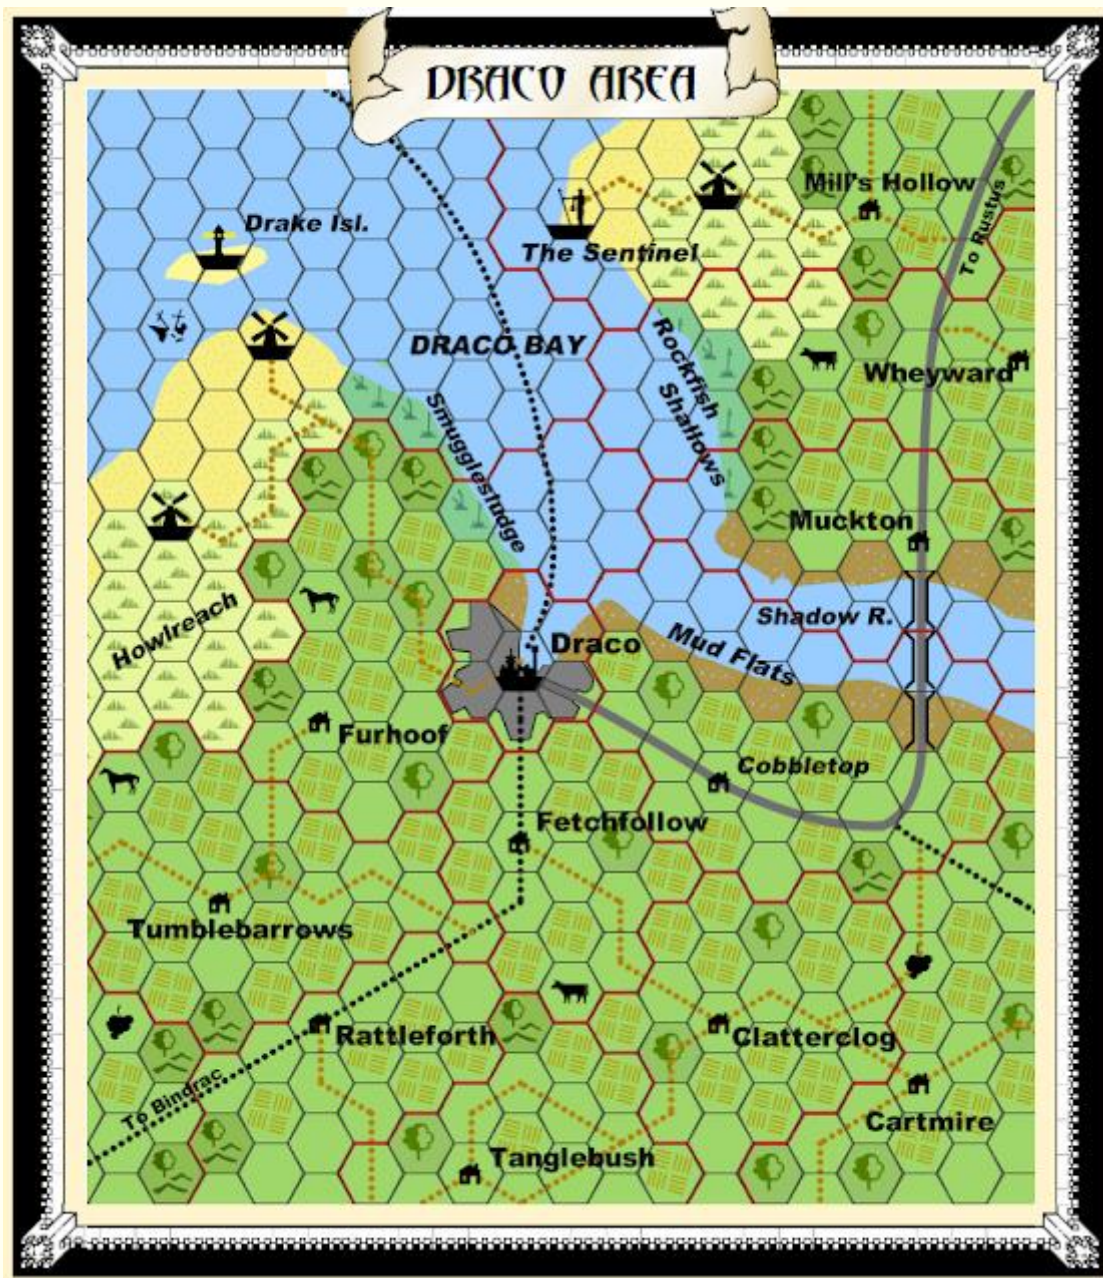 DRACO AREA
Mill's Hollow
To Rustus
Drake Isl.
The Sentinel
DRACO BAY
Rockfish
Shallows
Wheyward
Smugglesfudge
Muckton
Howlreach
Shadow R.
Draco
Mud Flats
Furhoof
Cobbletop
Fetchfollow
Tumblebarrows
Rattleforth
Clatterclog
To Bindrac
Cartmire
Tanglebush